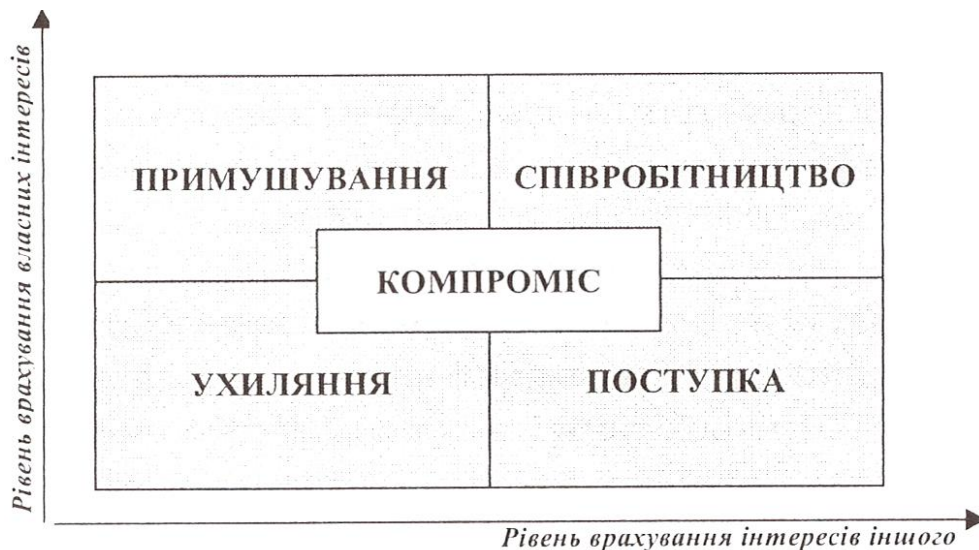 Рівень врахування власних інтересів
ПРИМУШУВАННЯ
СПІВРОБІТНИЦТВО
КОМПРОМІС
УХИЛЯННЯ
ПОСТУПКА
Рівень врахування інтересів іншого